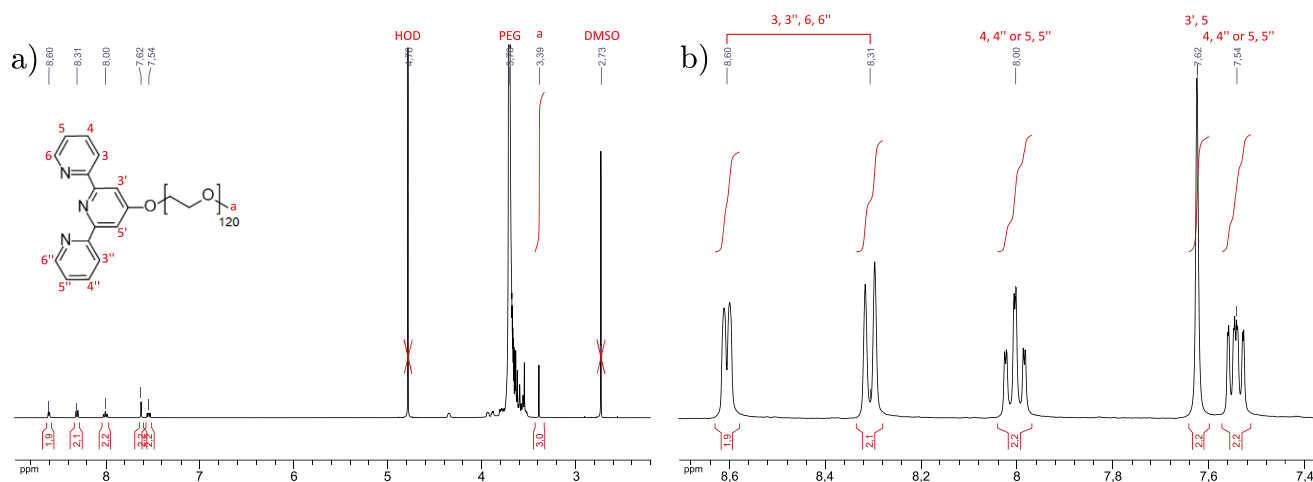 a)
8,60
8,31
8,00
7,62
7,54
HOD
4,78
PEG
3,70
a
3,39
DMSO
2,73
5
4
6
3
N
3'
N
O
O
a
120
N
5'
6''
3''
5''
4''
1.9
2.1
2.2
2.2
2.2
3.0
ppm
8
7
6
5
4
3
b)
3, 3'', 6, 6''
8,60
8,31
4, 4'' or 5, 5''
8,00
3', 5
7,62
4, 4'' or 5, 5''
7,54
1.9
2.1
2.2
2.2
2.2
ppm
8,6
8,4
8,2
8
7,8
7,6
7,4